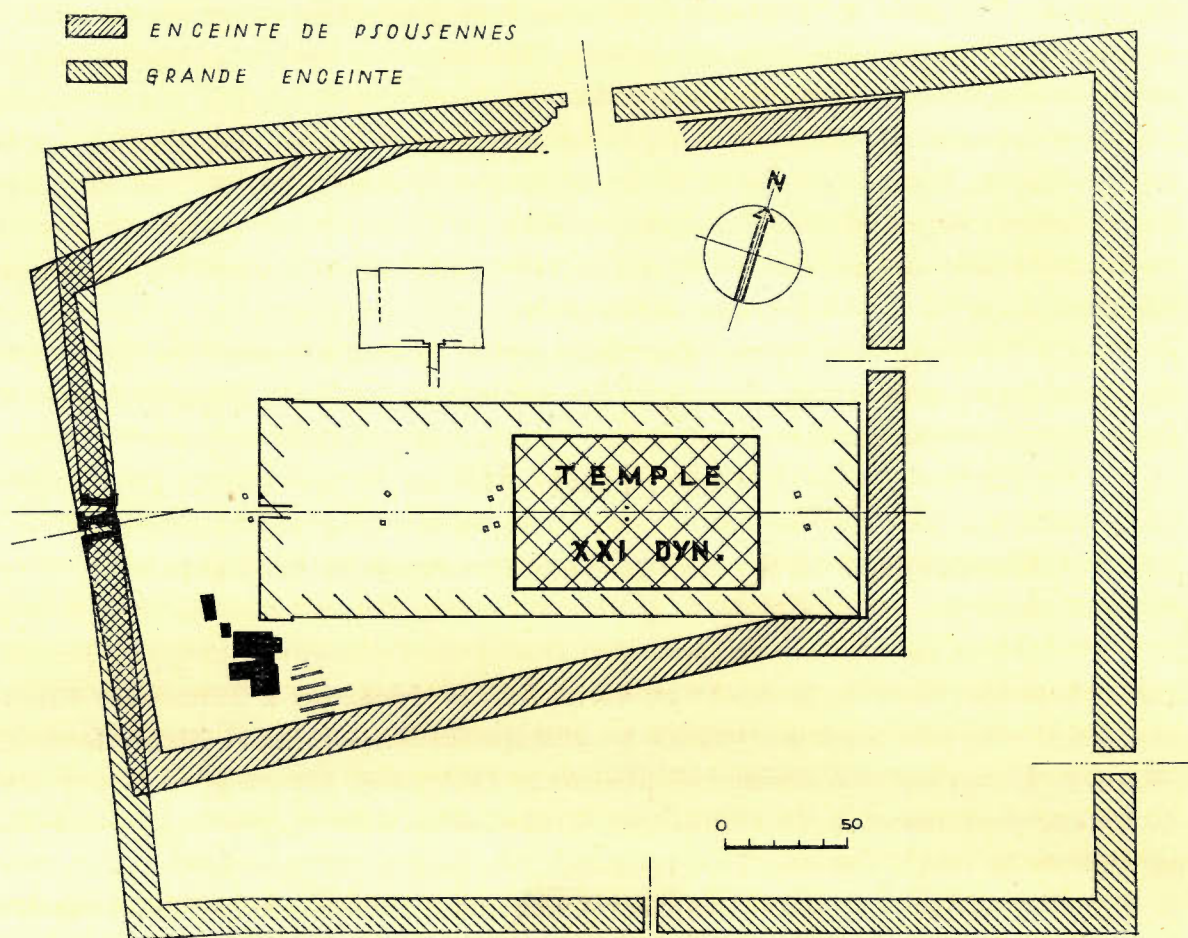 ENCEINTE DE PSOUSENNES
GRANDE ENCEINTE
N
TEMPLE
XXI DYN.
0 50